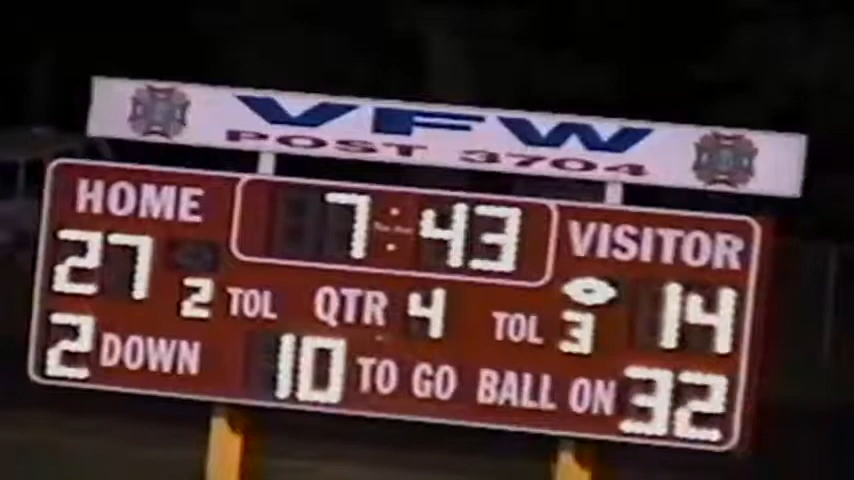 VFW
POST 3704
HOME 7:43 VISITOR
27 2 TOL QTR 4 TOL 3 14
2 DOWN 10 TO GO BALL ON 32